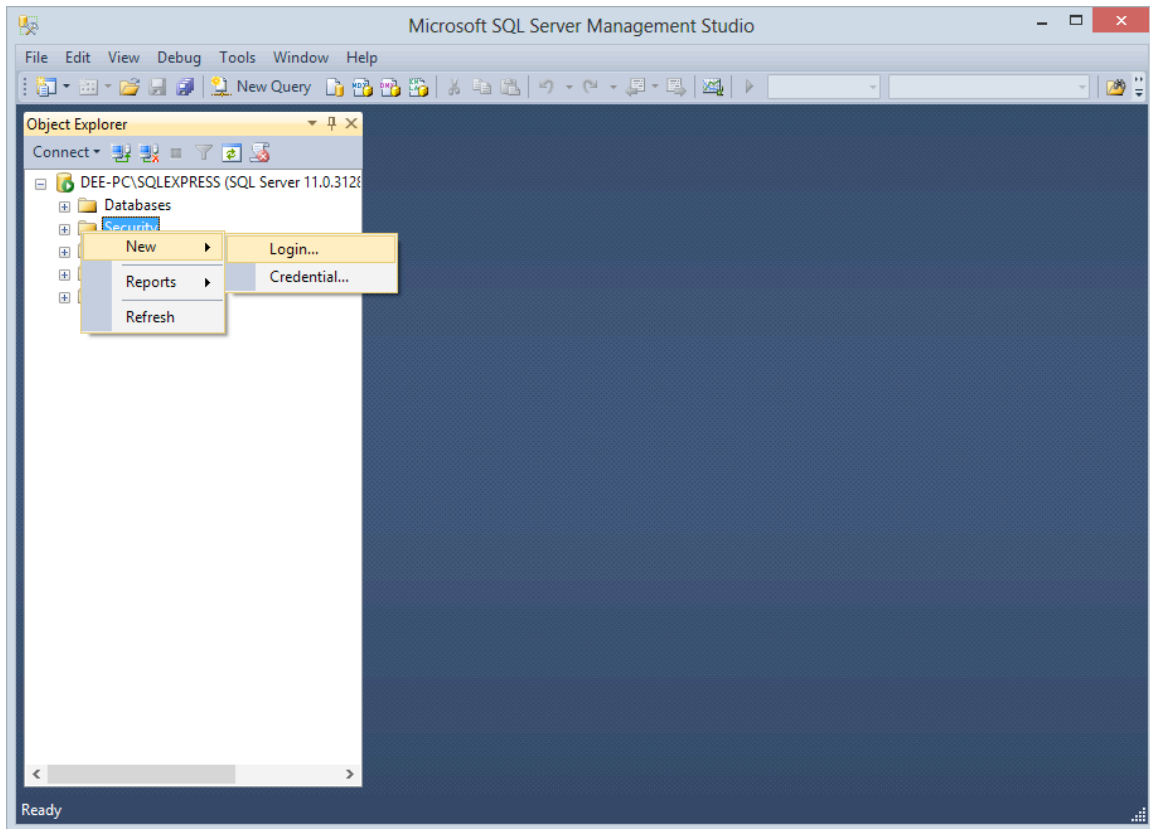 Microsoft SQL Server Management Studio
File Edit View Debug Tools Window Help
New Query
Object Explorer
Connect
DEE-PC\SQLEXPRESS (SQL Server 11.0.3128
Databases
Security
New
Login...
Credential...
Reports
Refresh
Ready